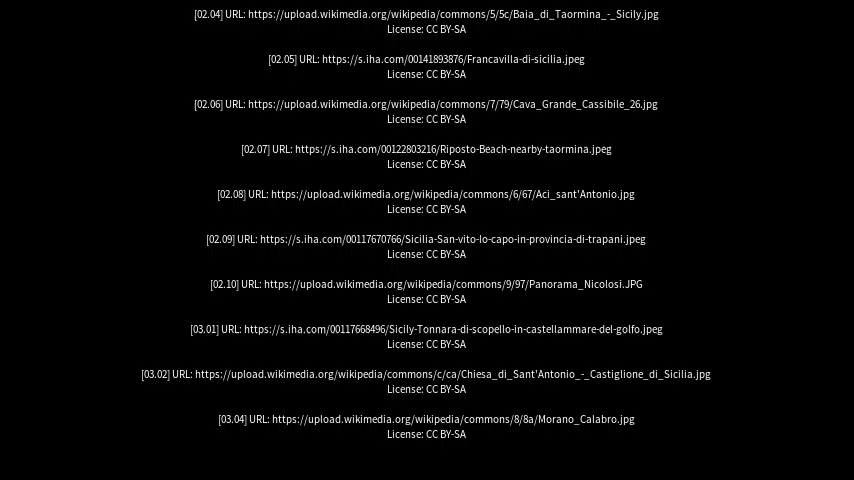 [02.04] URL: https://upload.wikimedia.org/wikipedia/commons/5/5c/Baia_di_Taormina_-_Sicily.jpg
License: CC BY-SA
[02.05] URL: https://s.iha.com/00141893876/Francavilla-di-sicilia.jpeg
License: CC BY-SA
[02.06] URL: https://upload.wikimedia.org/wikipedia/commons/7/79/Cava_Grande_Cassibile_26.jpg
License: CC BY-SA
[02.07] URL: https://s.iha.com/00122803216/Riposto-Beach-nearby-taormina.jpeg
License: CC BY-SA
[02.08] URL: https://upload.wikimedia.org/wikipedia/commons/6/67/Aci_sant'Antonio.jpg
License: CC BY-SA
[02.09] URL: https://s.iha.com/00117670766/Sicilia-San-vito-lo-capo-in-provincia-di-trapani.jpeg
License: CC BY-SA
[02.10] URL: https://upload.wikimedia.org/wikipedia/commons/9/97/Panorama_Nicolosi.JPG
License: CC BY-SA
[03.01] URL: https://s.iha.com/00117668496/Sicily-Tonnara-di-scopello-in-castellammare-del-golfo.jpeg
License: CC BY-SA
[03.02] URL: https://upload.wikimedia.org/wikipedia/commons/c/ca/Chiesa_di_Sant'Antonio_-_Castiglione_di_Sicilia.jpg
License: CC BY-SA
[03.04] URL: https://upload.wikimedia.org/wikipedia/commons/8/8a/Morano_Calabro.jpg
License: CC BY-SA